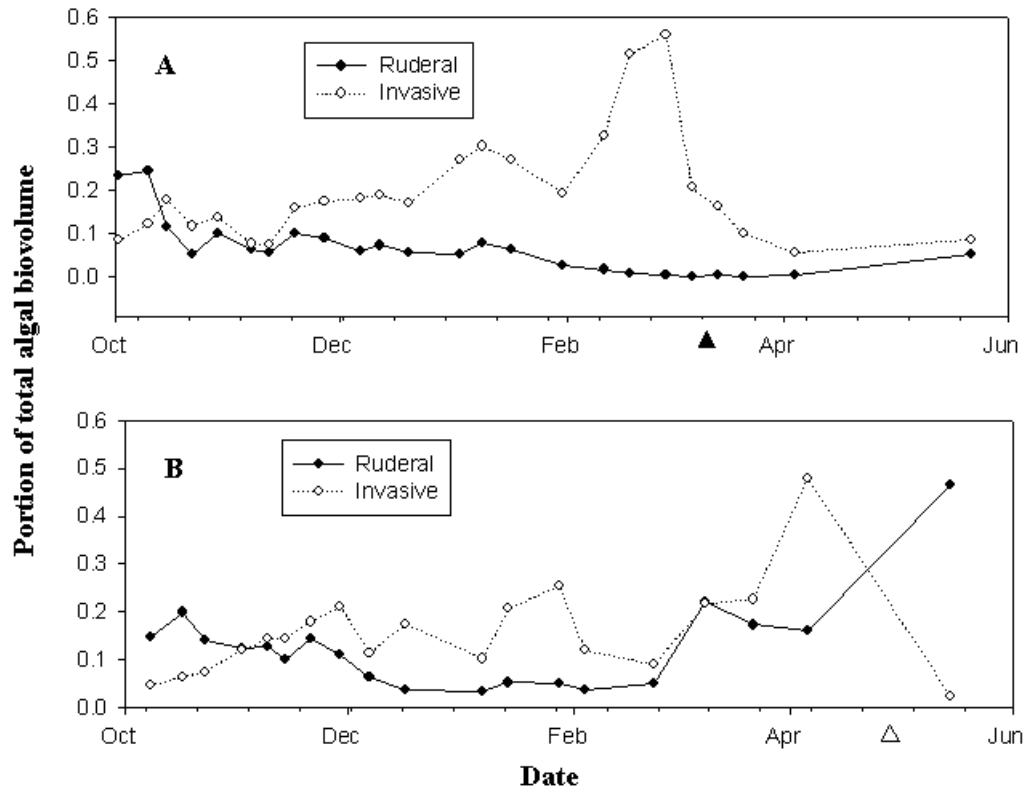 0.6
0.5
0.4
0.3
0.2
0.1
0.0
A
Ruderal
Invasive
Oct Dec Feb Apr Jun
Portion of total algal biovolume
0.6
0.5
0.4
0.3
0.2
0.1
0.0
B
Ruderal
Invasive
Oct Dec Feb Apr Jun
Date